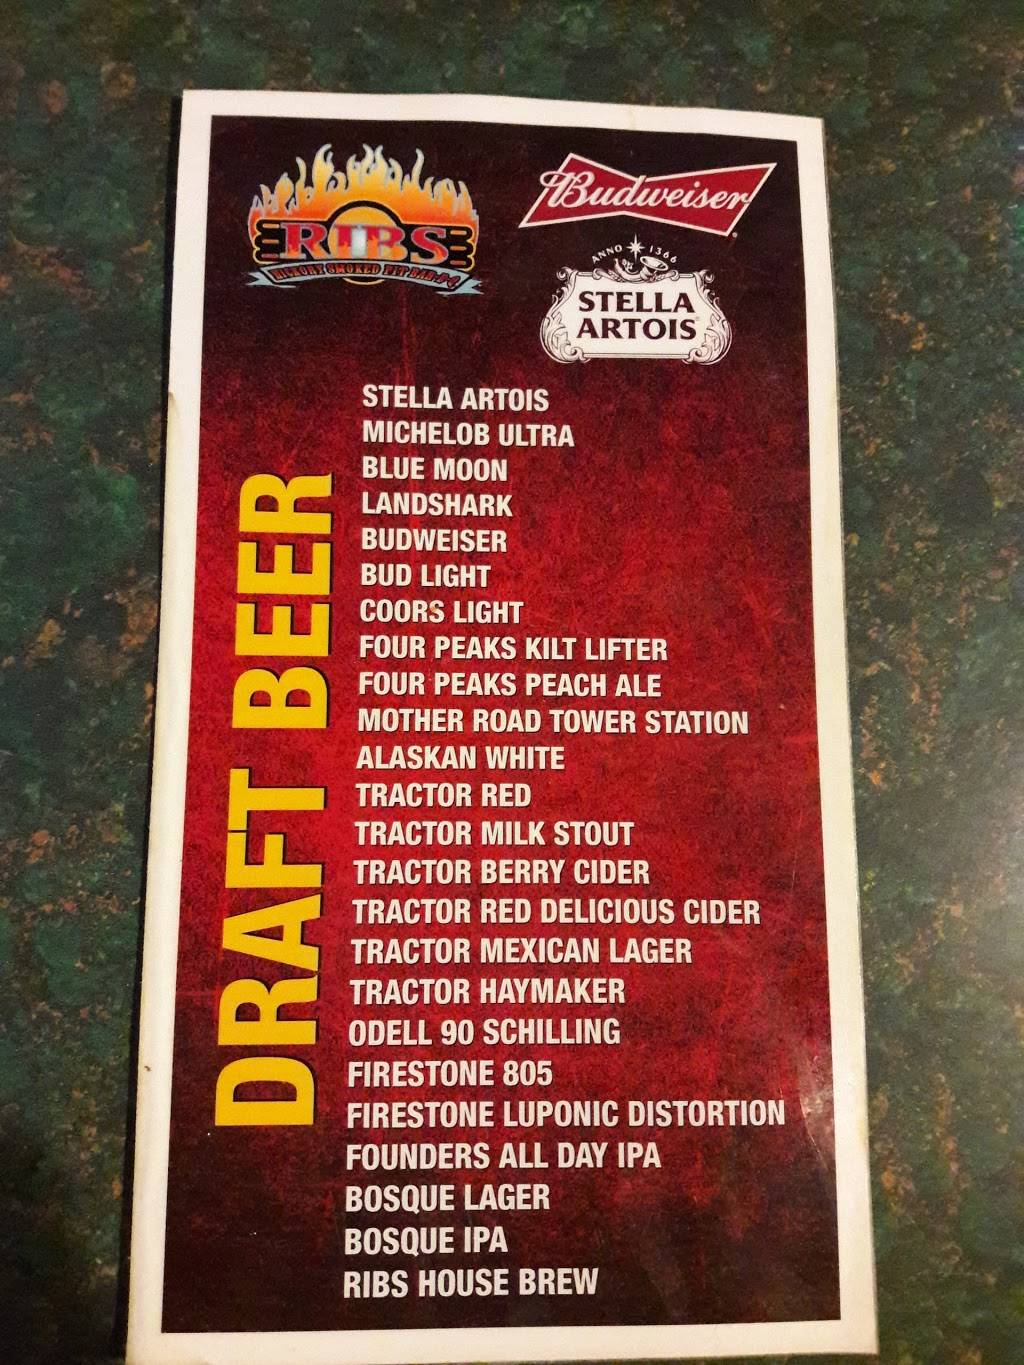 RIBS
HICKORY SMOKED PIT BAR-B-Q
Budweiser
ANNO 1366
STELLA
ARTOIS
DRAFT BEER
STELLA ARTOIS
MICHELOB ULTRA
BLUE MOON
LANDSHARK
BUDWEISER
BUD LIGHT
COORS LIGHT
FOUR PEAKS KILT LIFTER
FOUR PEAKS PEACH ALE
MOTHER ROAD TOWER STATION
ALASKAN WHITE
TRACTOR RED
TRACTOR MILK STOUT
TRACTOR BERRY CIDER
TRACTOR RED DELICIOUS CIDER
TRACTOR MEXICAN LAGER
TRACTOR HAYMAKER
ODELL 90 SCHILLING
FIRESTONE 805
FIRESTONE LUPONIC DISTORTION
FOUNDERS ALL DAY IPA
BOSQUE LAGER
BOSQUE IPA
RIBS HOUSE BREW